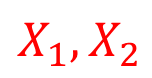 X₁, X₂